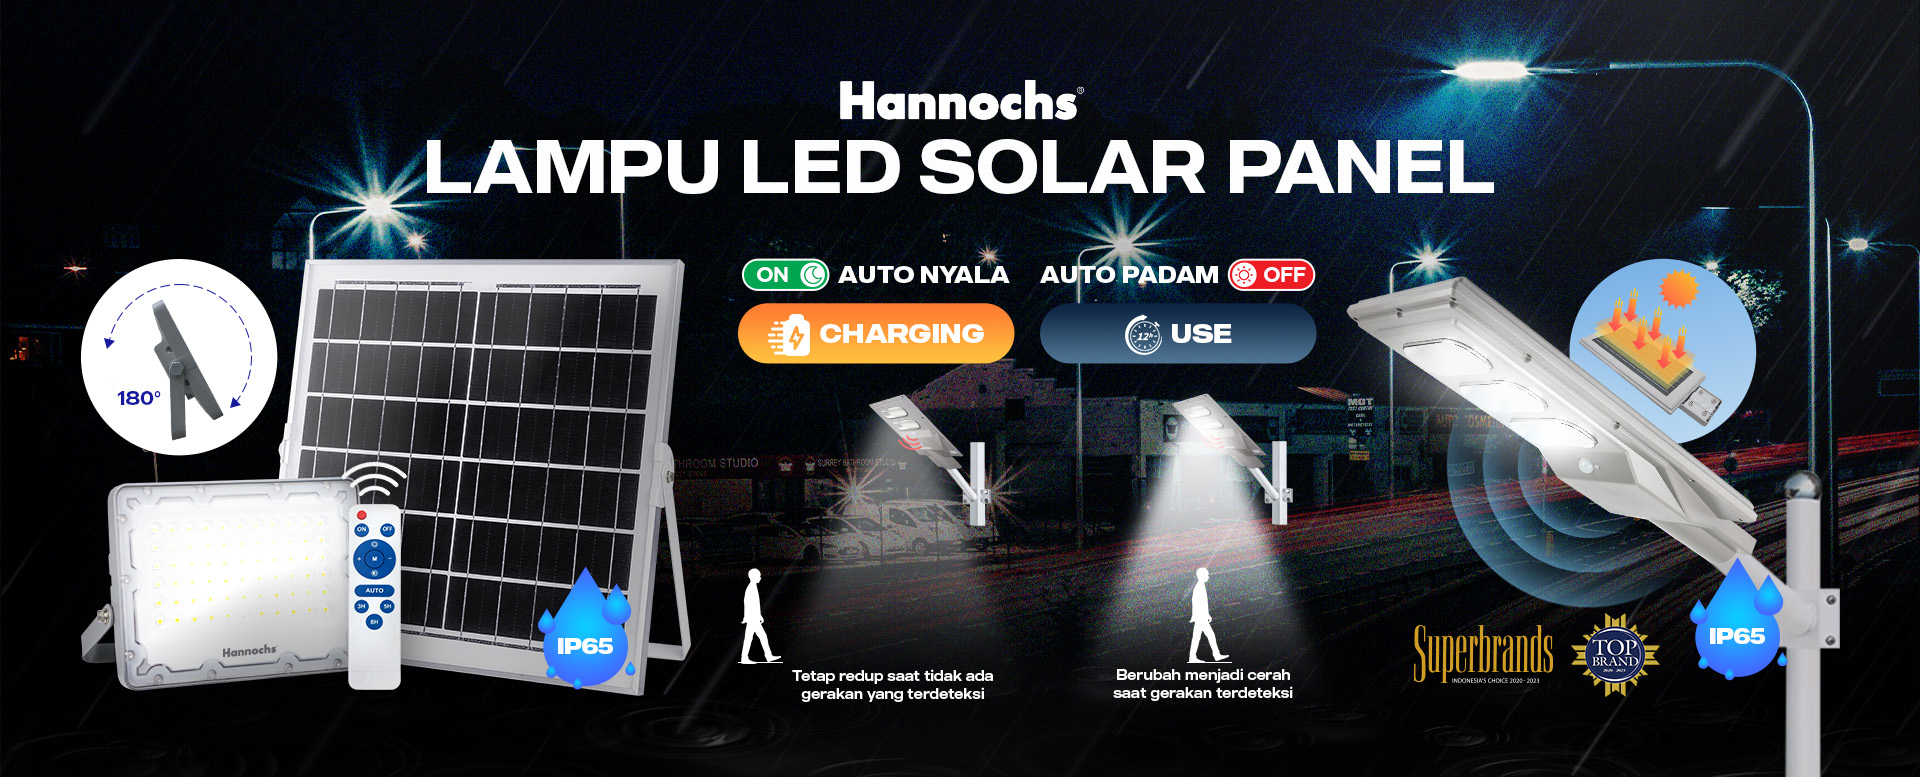 Hannochs®
LAMPU LED SOLAR PANEL
ON AUTO NYALA
AUTO PADAM OFF
CHARGING
12h USE
180°
MOT
TEST CENTRE
THROOM STUDIO
SURREY BATHROOM STUDIO
ON OFF
M
AUTO
3H 5H
8H
Hannochs
IP65
Tetap redup saat tidak ada
gerakan yang terdeteksi
Berubah menjadi cerah
saat gerakan terdeteksi
Superbrands
INDONESIA'S CHOICE 2020 - 2023
TOP
BRAND
IP65